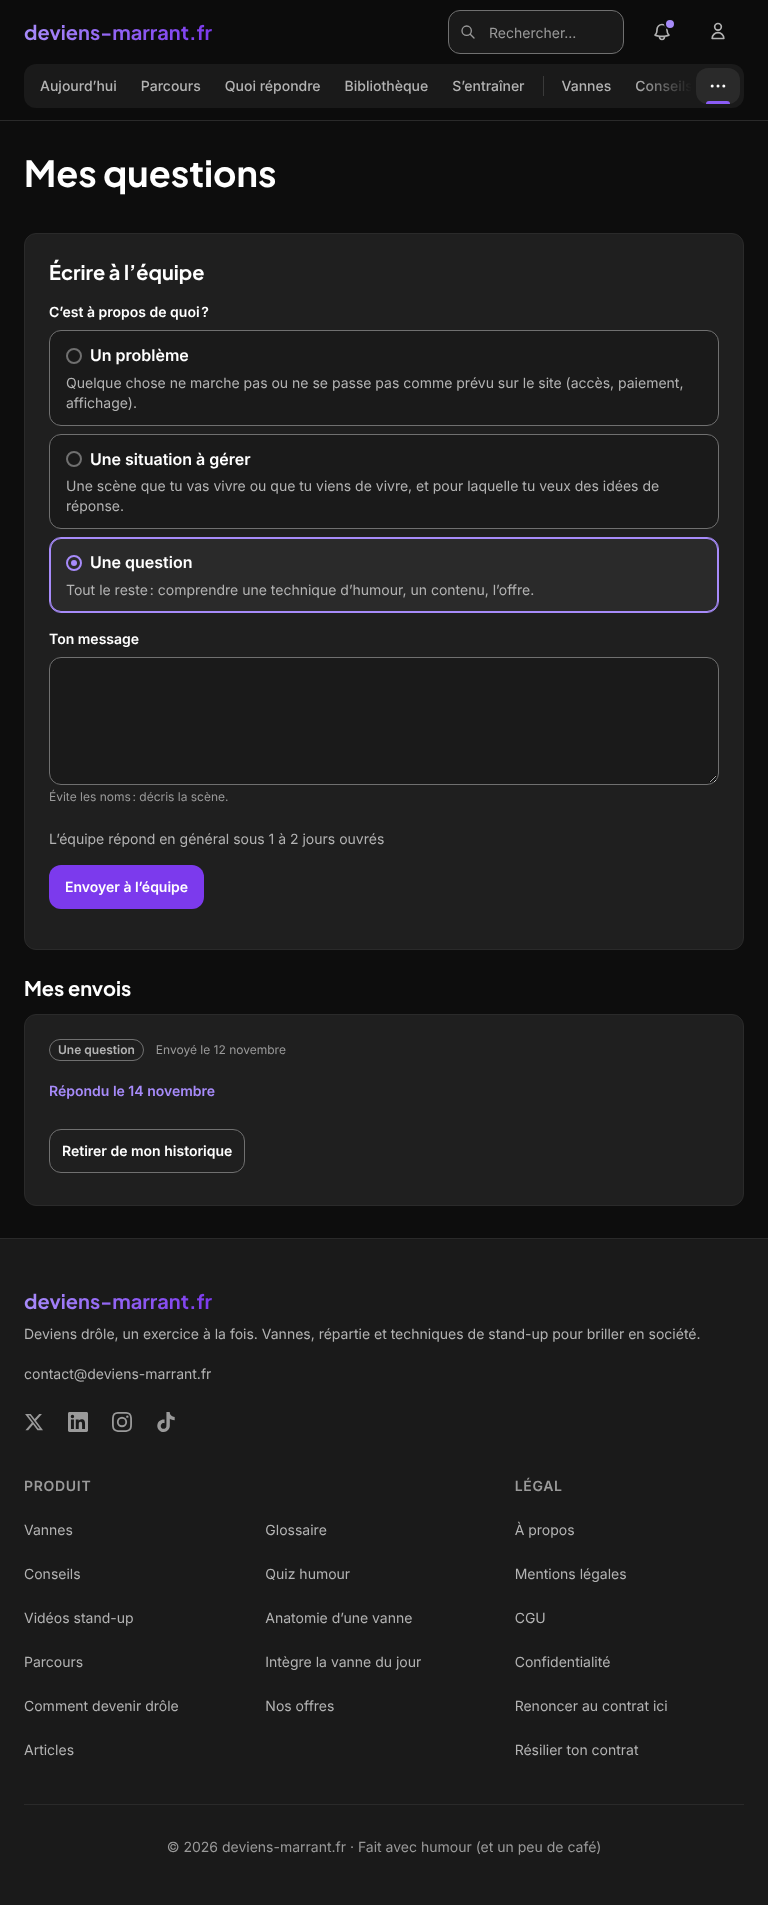 deviens-marrant.fr
Rechercher...
Aujourd’hui
Parcours
Quoi répondre
Bibliothèque
S’entraîner
Vannes
Conseils
Mes questions
Écrire à l’équipe
C’est à propos de quoi ?
Un problème
Quelque chose ne marche pas ou ne se passe pas comme prévu sur le site (accès, paiement,
affichage).
Une situation à gérer
Une scène que tu vas vivre ou que tu viens de vivre, et pour laquelle tu veux des idées de
réponse.
Une question
Tout le reste : comprendre une technique d’humour, un contenu, l’offre.
Ton message
Évite les noms : décris la scène.
L’équipe répond en général sous 1 à 2 jours ouvrés
Envoyer à l’équipe
Mes envois
Une question
Envoyé le 12 novembre
Répondu le 14 novembre
Retirer de mon historique
deviens-marrant.fr
Deviens drôle, un exercice à la fois. Vannes, répartie et techniques de stand-up pour briller en société.
contact@deviens-marrant.fr
PRODUIT
Vannes
Conseils
Vidéos stand-up
Parcours
Comment devenir drôle
Articles
Glossaire
Quiz humour
Anatomie d’une vanne
Intègre la vanne du jour
Nos offres
LÉGAL
À propos
Mentions légales
CGU
Confidentialité
Renoncer au contrat ici
Résilier ton contrat
© 2026 deviens-marrant.fr · Fait avec humour (et un peu de café)